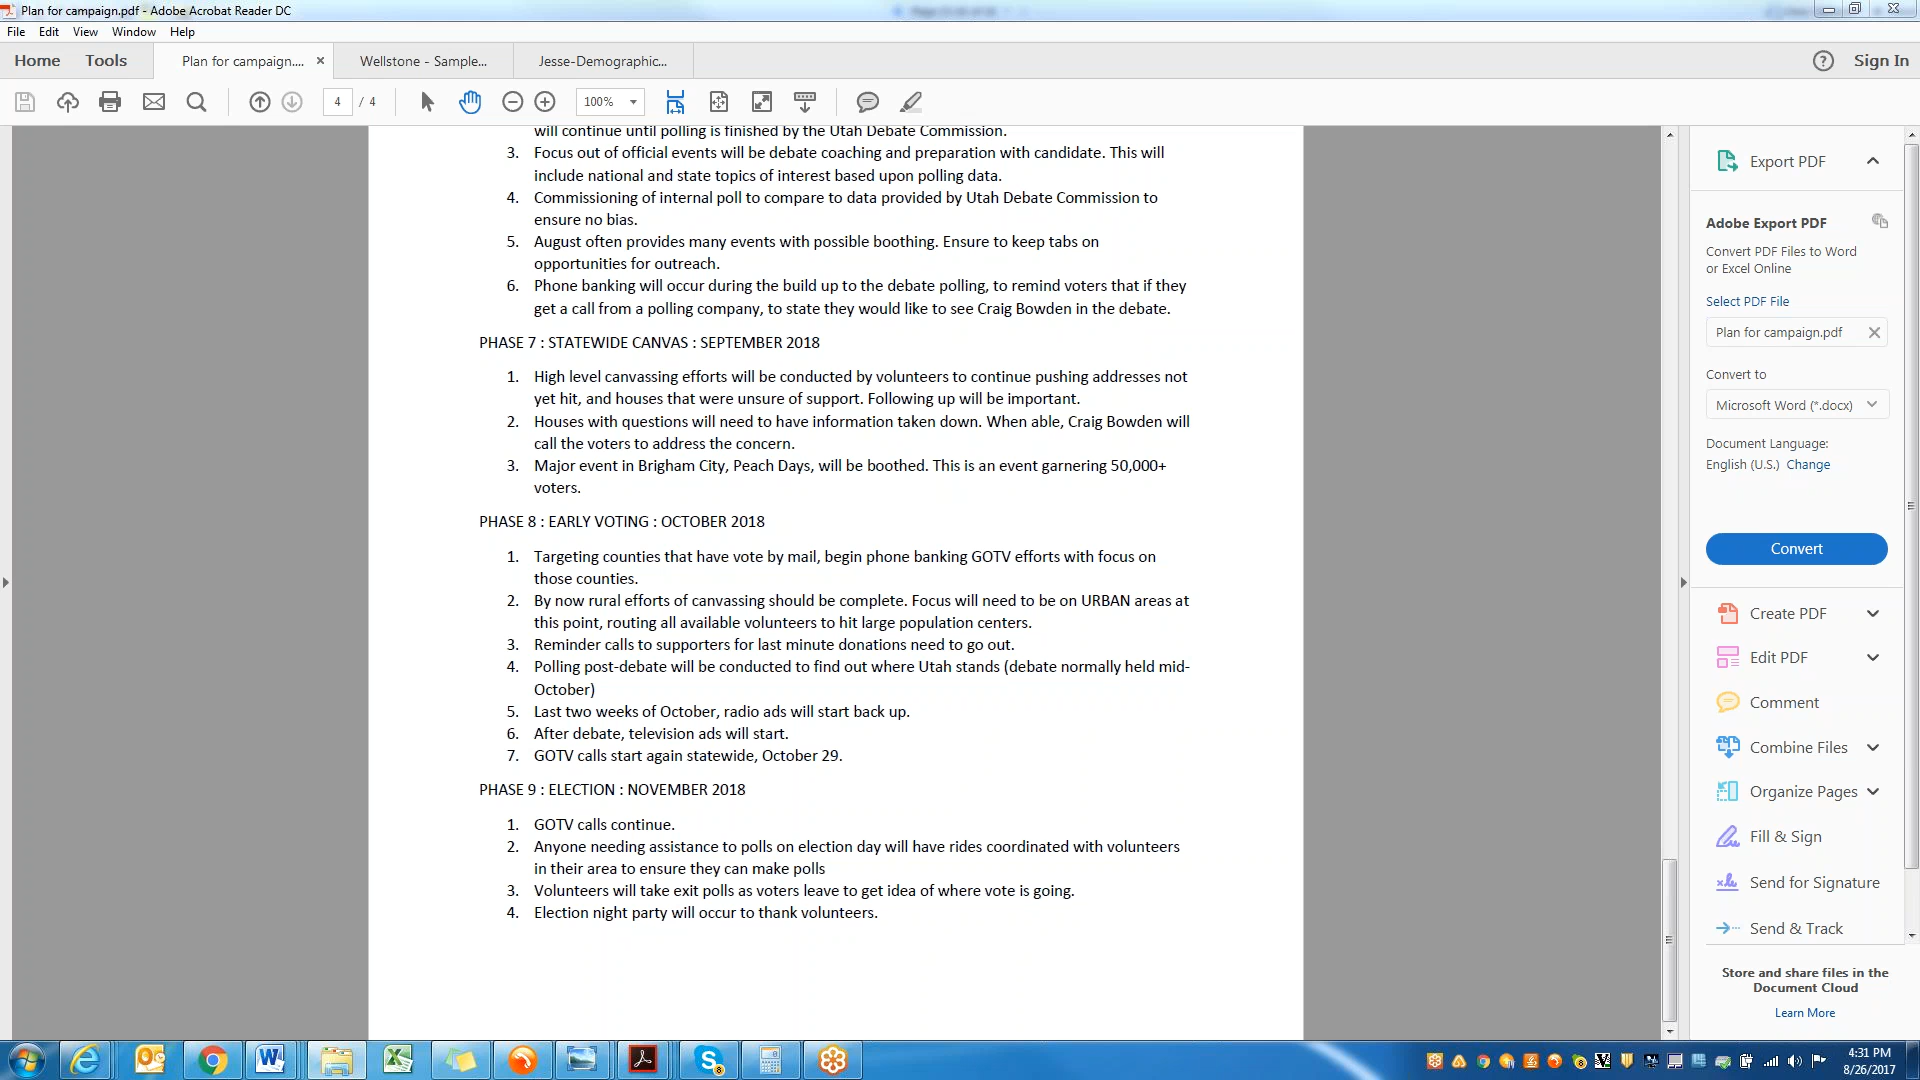 Plan for campaign.pdf - Adobe Acrobat Reader DC
File Edit View Window Help
Home Tools Plan for campaign.... × Wellstone - Sample... Jesse-Demographic... Sign In
4 / 4 100%
will continue until polling is finished by the Utah Debate Commission.
3. Focus out of official events will be debate coaching and preparation with candidate. This will
include national and state topics of interest based upon polling data.
4. Commissioning of internal poll to compare to data provided by Utah Debate Commission to
ensure no bias.
5. August often provides many events with possible boothing. Ensure to keep tabs on
opportunities for outreach.
6. Phone banking will occur during the build up to the debate polling, to remind voters that if they
get a call from a polling company, to state they would like to see Craig Bowden in the debate.
PHASE 7 : STATEWIDE CANVAS : SEPTEMBER 2018
1. High level canvassing efforts will be conducted by volunteers to continue pushing addresses not
yet hit, and houses that were unsure of support. Following up will be important.
2. Houses with questions will need to have information taken down. When able, Craig Bowden will
call the voters to address the concern.
3. Major event in Brigham City, Peach Days, will be boothed. This is an event garnering 50,000+
voters.
PHASE 8 : EARLY VOTING : OCTOBER 2018
1. Targeting counties that have vote by mail, begin phone banking GOTV efforts with focus on
those counties.
2. By now rural efforts of canvassing should be complete. Focus will need to be on URBAN areas at
this point, routing all available volunteers to hit large population centers.
3. Reminder calls to supporters for last minute donations need to go out.
4. Polling post-debate will be conducted to find out where Utah stands (debate normally held mid-
October)
5. Last two weeks of October, radio ads will start back up.
6. After debate, television ads will start.
7. GOTV calls start again statewide, October 29.
PHASE 9 : ELECTION : NOVEMBER 2018
1. GOTV calls continue.
2. Anyone needing assistance to polls on election day will have rides coordinated with volunteers
in their area to ensure they can make polls
3. Volunteers will take exit polls as voters leave to get idea of where vote is going.
4. Election night party will occur to thank volunteers.
Export PDF
Adobe Export PDF
Convert PDF Files to Word
or Excel Online
Select PDF File
Plan for campaign.pdf
Convert to
Microsoft Word (*.docx)
Document Language:
English (U.S.) Change
Convert
Create PDF
Edit PDF
Comment
Combine Files
Organize Pages
Fill & Sign
Send for Signature
Send & Track
Store and share files in the
Document Cloud
Learn More
4:31 PM
8/26/2017